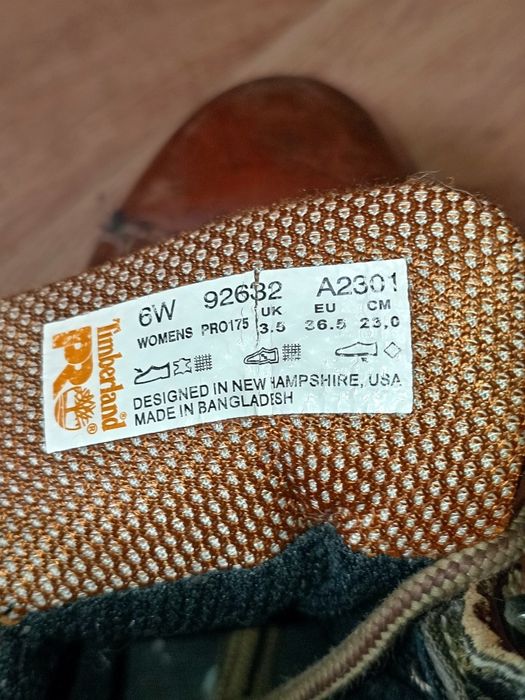 6W 92632 A2301
WOMENS PRO175 UK EU CM
3.5 36.5 23.0
DESIGNED IN NEW HAMPSHIRE, USA
MADE IN BANGLADESH
Timberland ®
PRO ®